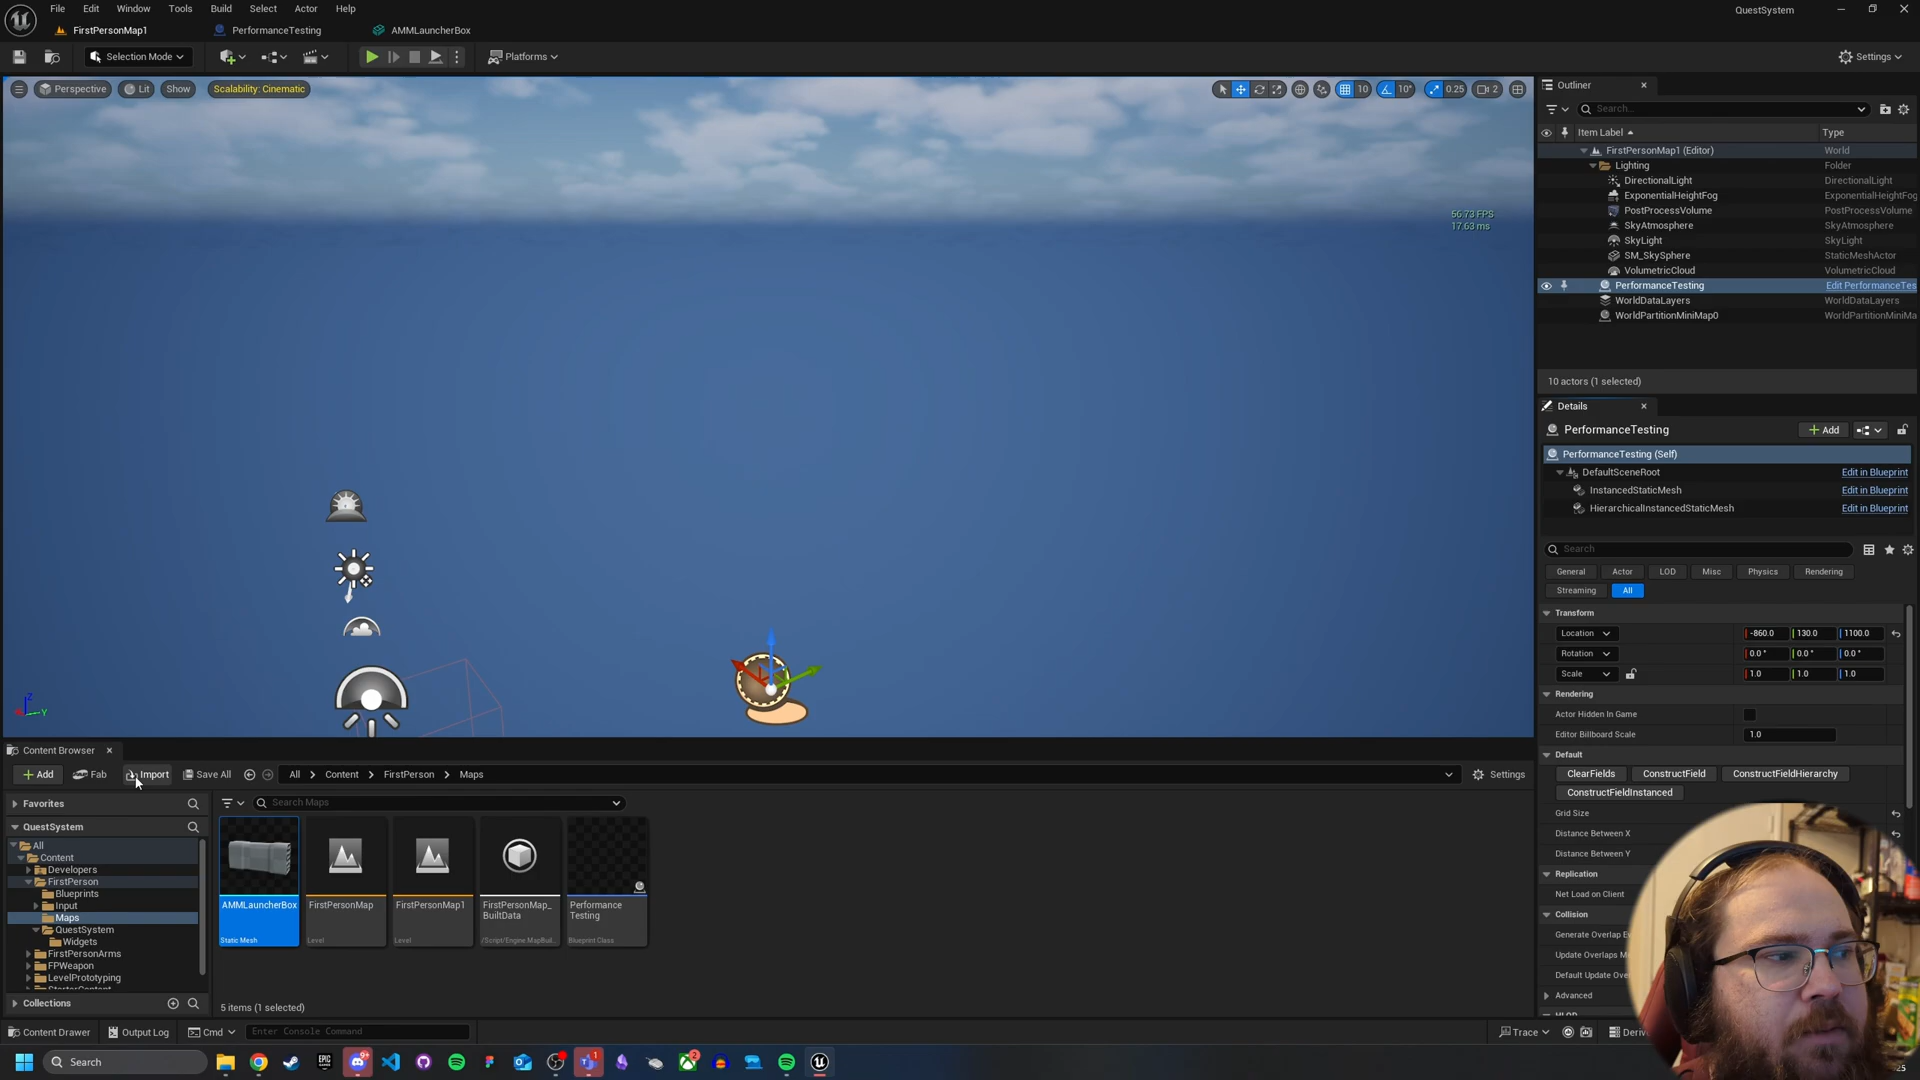 File Edit Window Tools Build Select Actor Help
QuestSystem
FirstPersonMap1 PerformanceTesting AMMLauncherBox
Selection Mode
Platforms
Settings
Perspective Lit Show Scalability: Cinematic
10 10° 0.25 2
56.73 FPS
17.63 ms
Outliner
Search...
Item Label Type
FirstPersonMap1 (Editor) World
Lighting Folder
DirectionalLight DirectionalLight
ExponentialHeightFog ExponentialHeightFog
PostProcessVolume PostProcessVolume
SkyAtmosphere SkyAtmosphere
SkyLight SkyLight
SM_SkySphere StaticMeshActor
VolumetricCloud VolumetricCloud
PerformanceTesting Edit PerformanceTes
WorldDataLayers WorldDataLayers
WorldPartitionMiniMap0 WorldPartitionMiniMa
10 actors (1 selected)
Details
PerformanceTesting
Add
PerformanceTesting (Self)
DefaultSceneRoot Edit in Blueprint
InstancedStaticMesh Edit in Blueprint
HierarchicalInstancedStaticMesh Edit in Blueprint
Search
General Actor LOD Misc Physics Rendering
Streaming All
Transform
Location -860.0 130.0 1100.0
Rotation 0.0 ° 0.0 ° 0.0 °
Scale 1.0 1.0 1.0
Rendering
Actor Hidden In Game
Editor Billboard Scale 1.0
Default
ClearFields ConstructField ConstructFieldHierarchy
ConstructFieldInstanced
Grid Size
Distance Between X
Distance Between Y
Replication
Net Load on Client
Collision
Generate Overlap E
Update Overlaps M
Default Update Ove
Advanced
Content Browser
Add Fab Import Save All All Content FirstPerson Maps Settings
Favorites
QuestSystem
All
Content
Developers
FirstPerson
Blueprints
Input
Maps
QuestSystem
Widgets
FirstPersonArms
FPWeapon
LevelPrototyping
StarterContent
Collections
Search Maps
AMMLauncherBox
Static Mesh
FirstPersonMap
Level
FirstPersonMap1
Level
FirstPersonMap_
BuiltData
/Script/Engine.MapBuil...
Performance
Testing
Blueprint Class
5 items (1 selected)
Content Drawer Output Log Cmd Enter Console Command
Trace Deriv
Search